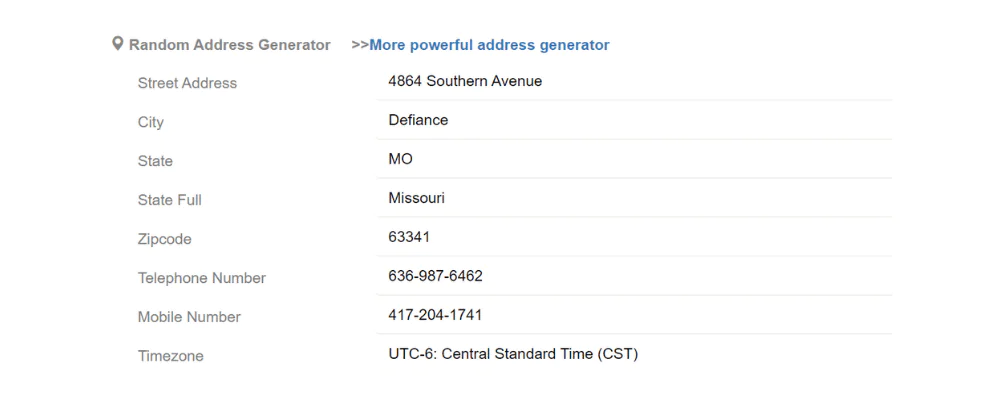 Random Address Generator >>More powerful address generator
Street Address 4864 Southern Avenue
City Defiance
State MO
State Full Missouri
Zipcode 63341
Telephone Number 636-987-6462
Mobile Number 417-204-1741
Timezone UTC-6: Central Standard Time (CST)